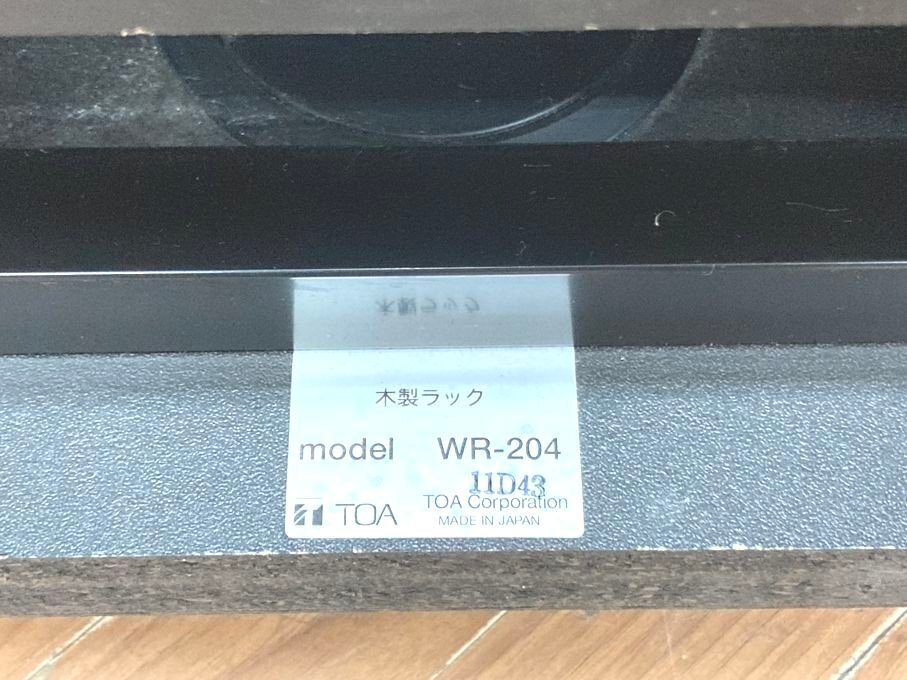 木製ラック
model WR-204
11D43
TOA TOA Corporation
MADE IN JAPAN